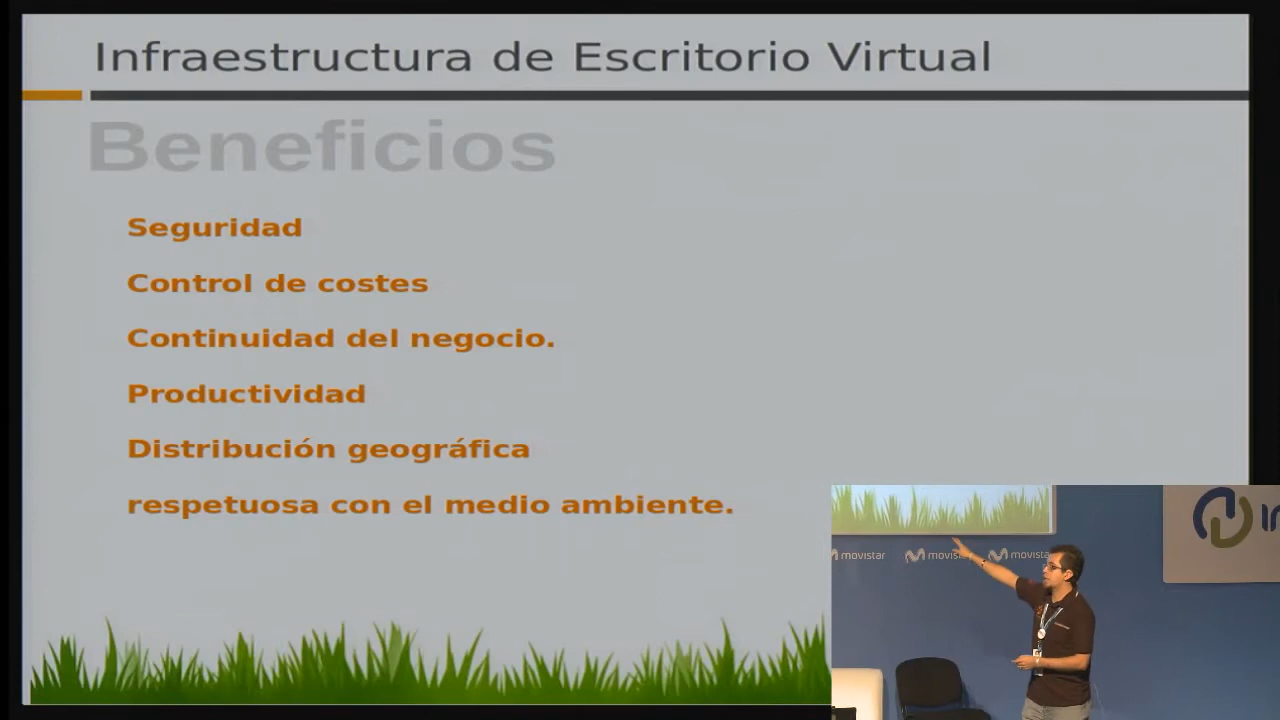 Infraestructura de Escritorio Virtual
Beneficios
Seguridad
Control de costes
Continuidad del negocio.
Productividad
Distribución geográfica
respetuosa con el medio ambiente.
movistar
movistar
movistar